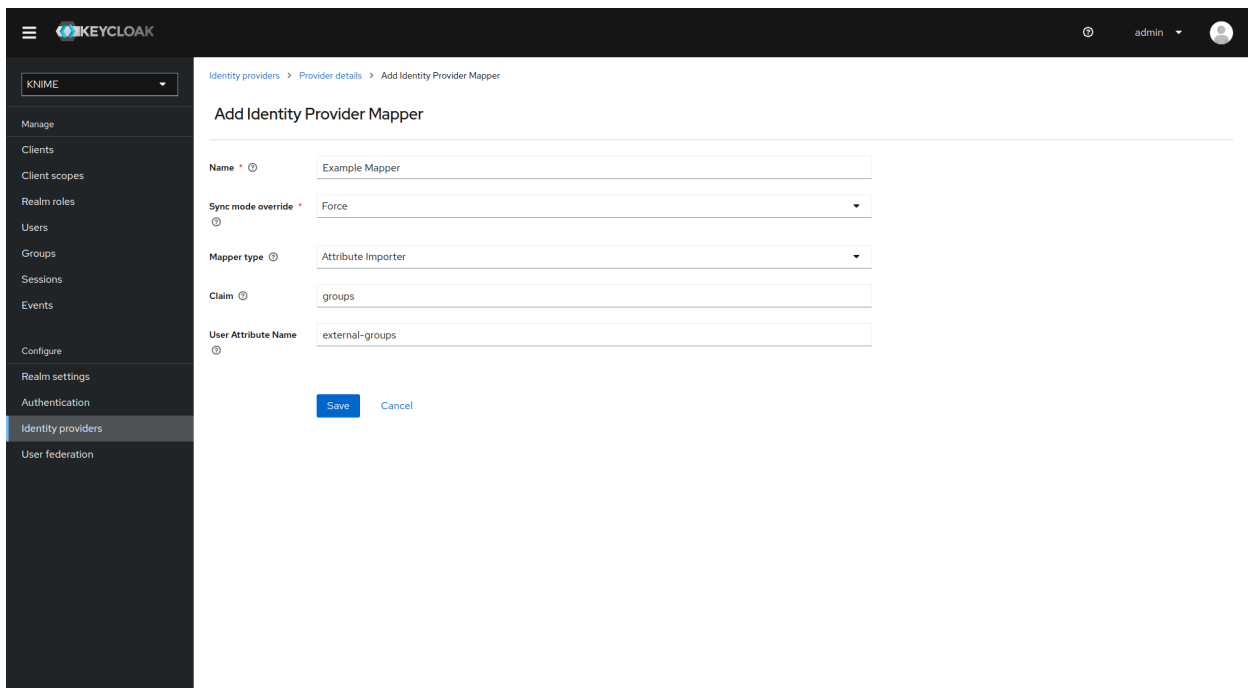 KEYCLOAK
admin
KNIME
Manage
Clients
Client scopes
Realm roles
Users
Groups
Sessions
Events
Configure
Realm settings
Authentication
Identity providers
User federation
Identity providers > Provider details > Add Identity Provider Mapper
Add Identity Provider Mapper
Name * Example Mapper
Sync mode override * Force
Mapper type Attribute Importer
Claim groups
User Attribute Name external-groups
Save Cancel